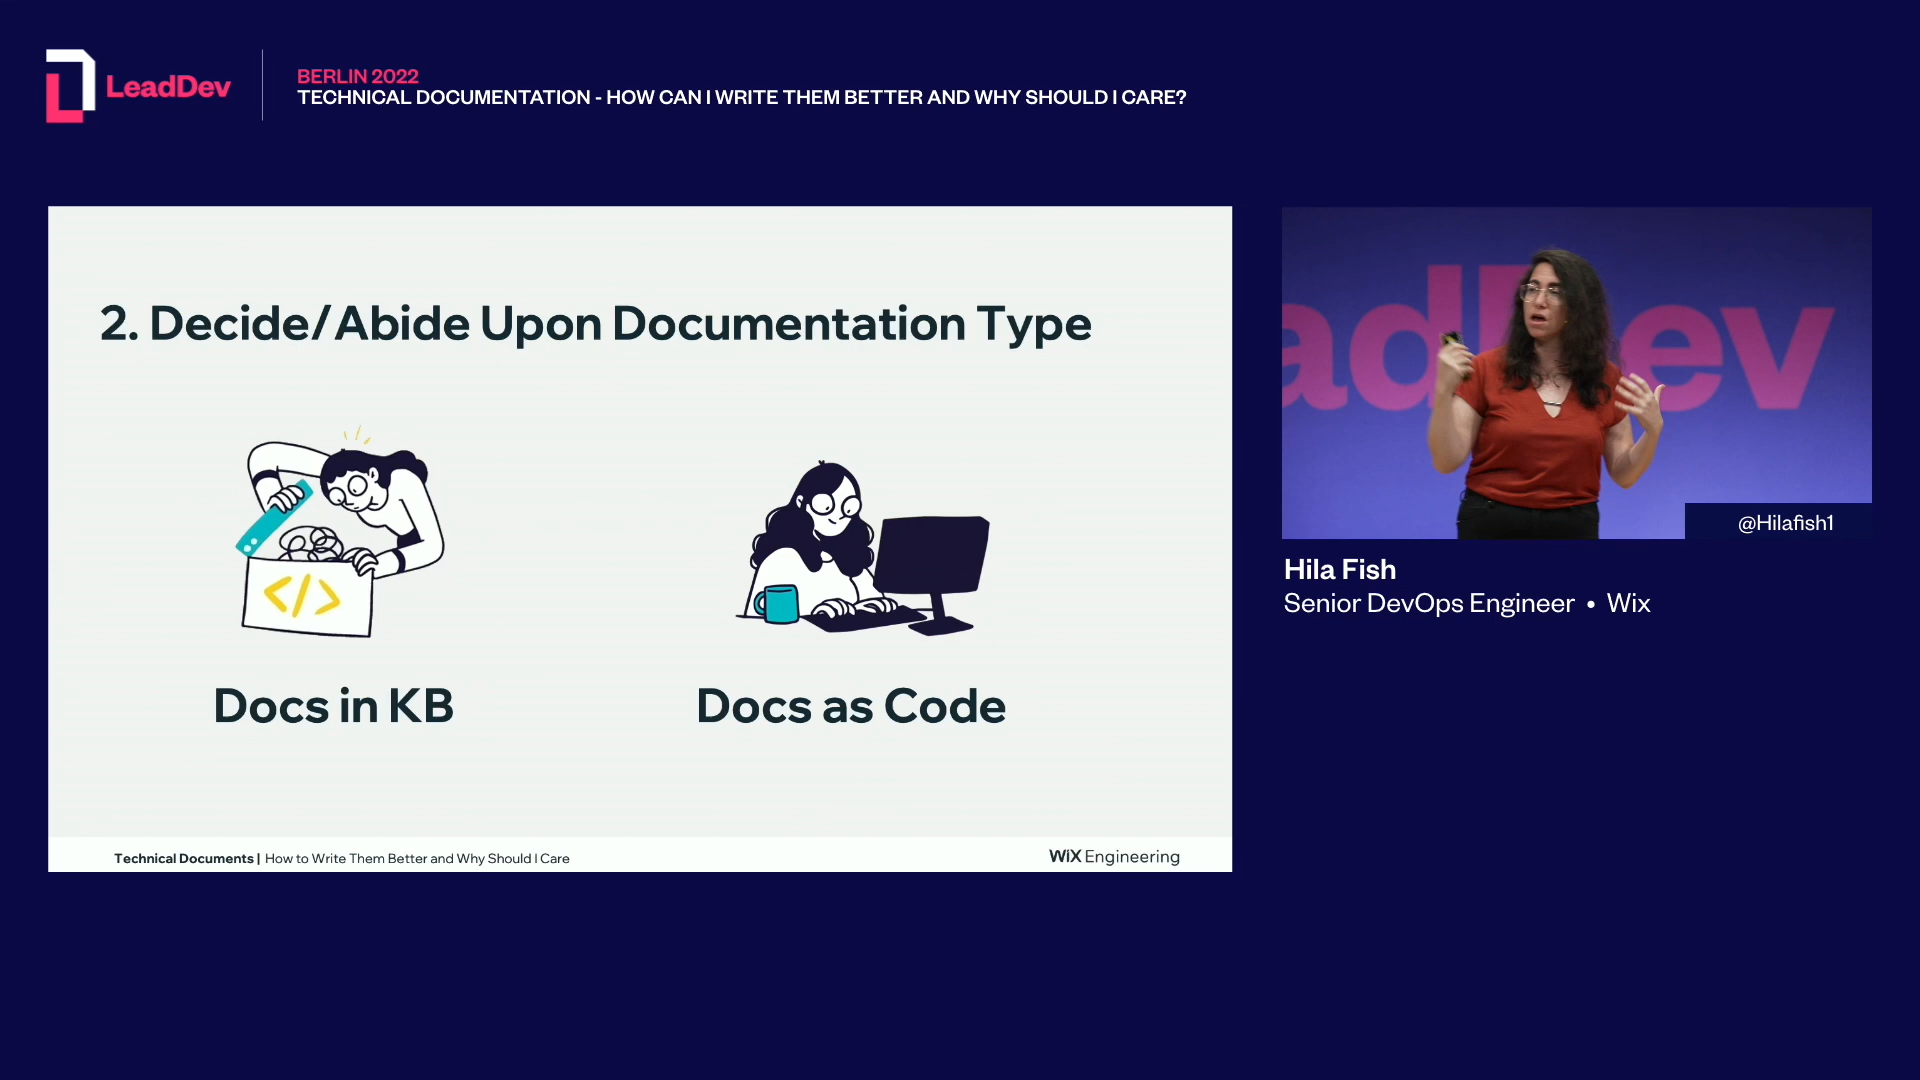 LeadDev
BERLIN 2022
TECHNICAL DOCUMENTATION - HOW CAN I WRITE THEM BETTER AND WHY SHOULD I CARE?
2. Decide/Abide Upon Documentation Type
</>
Docs in KB
Docs as Code
Technical Documents | How to Write Them Better and Why Should I Care
WiX Engineering
adDev
@Hilafish1
Hila Fish
Senior DevOps Engineer • Wix